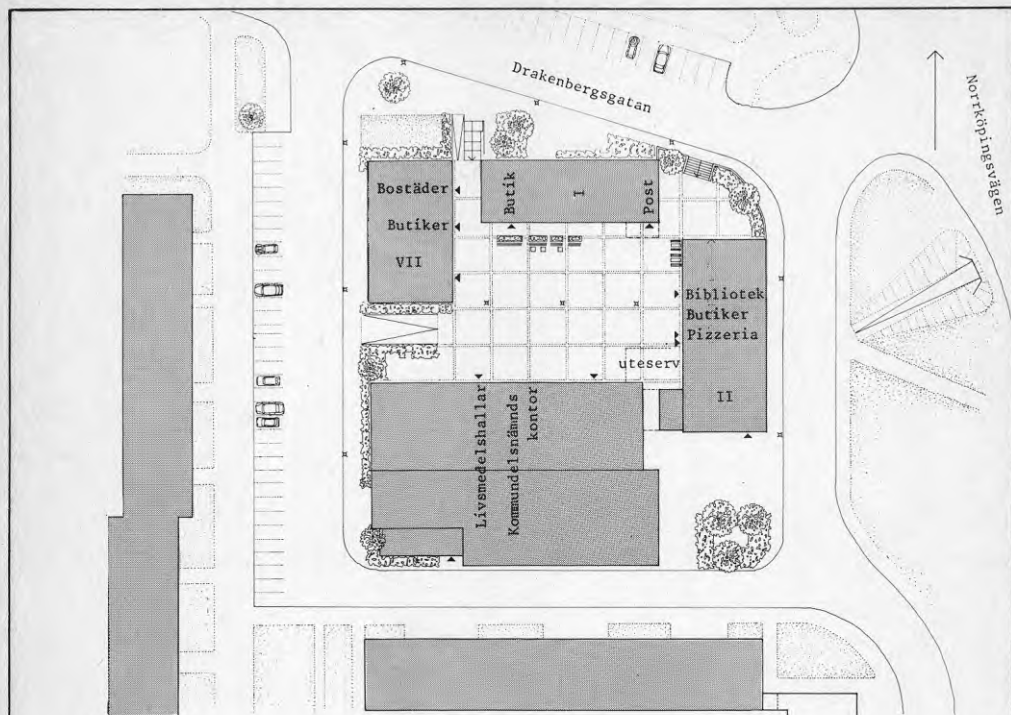 Drakenbergsgatan
Norrköpingsvägen
Bostäder
Butiker
VII
Butik
I
Post
Bibliotek
Butiker
Pizzeria
uteserv
II
Livsmedelshallar
Kommundelsnämnds
kontor